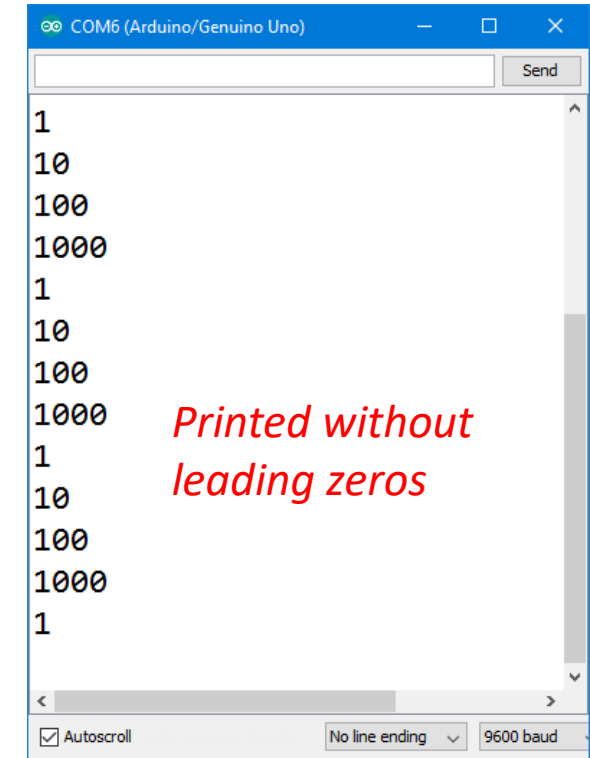 COM6 (Arduino/Genuino Uno)
Send
1
10
100
1000
1
10
100
1000
1
10
100
1000
1
Printed without
leading zeros
Autoscroll
No line ending
9600 baud